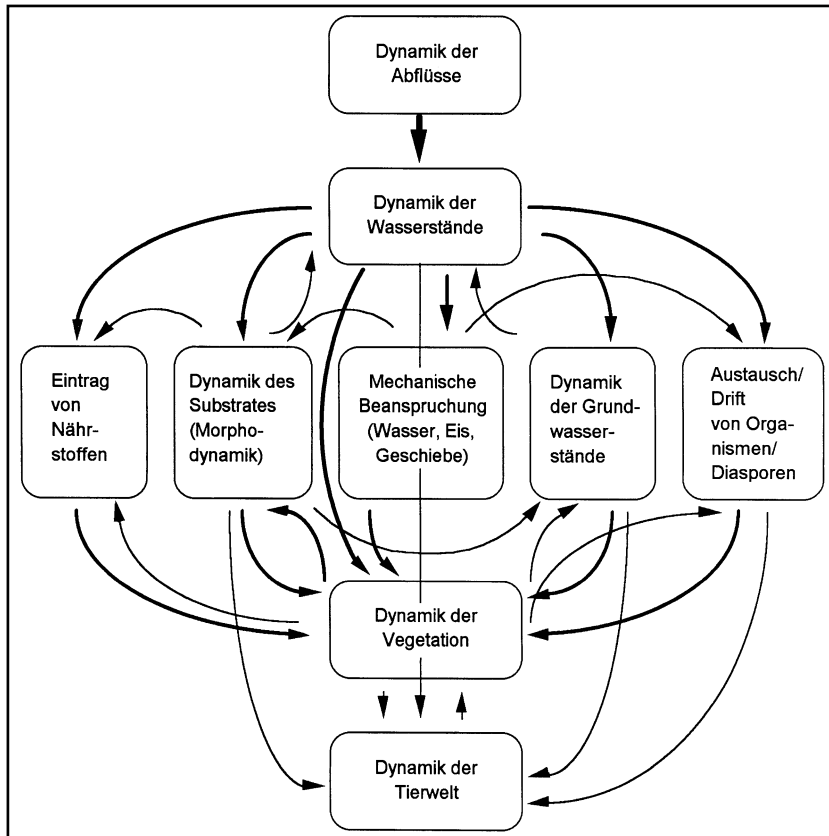 Dynamik der
Abflüsse
Dynamik der
Wasserstände
Eintrag
von
Nähr-
stoffen
Dynamik des
Substrates
(Morpho-
dynamik)
Mechanische
Beanspruchung
(Wasser, Eis,
Geschiebe)
Dynamik
der Grund-
wasser-
stände
Austausch/
Drift
von Orga-
nismen/
Diasporen
Dynamik der
Vegetation
Dynamik der
Tierwelt